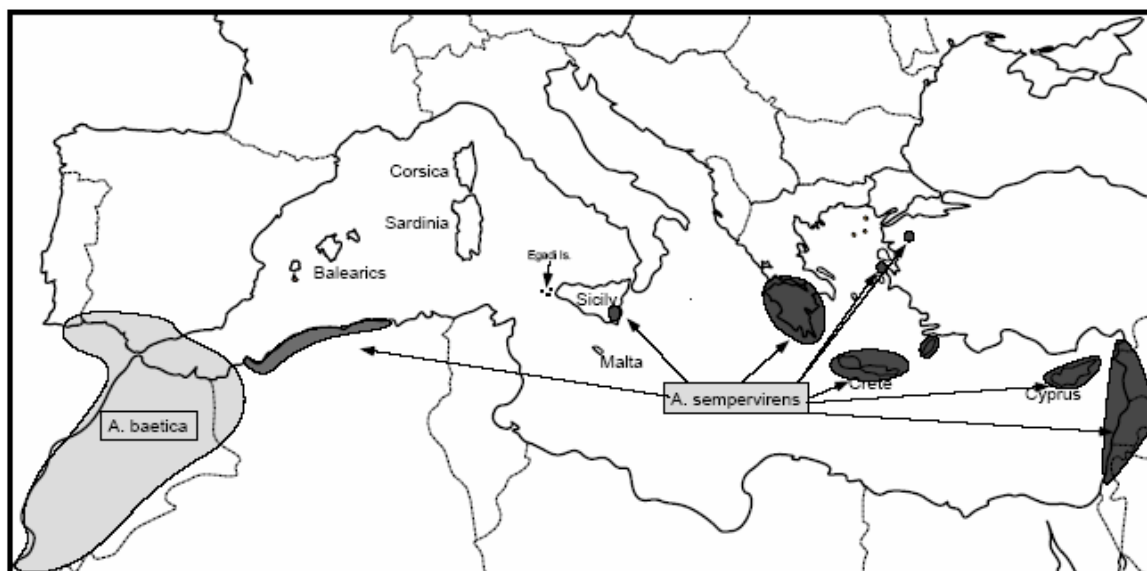 Corsica
Sardinia
Balearics
Egadi Is.
Sicily
Malta
Crete
Cyprus
A. sempervirens
A. baetica